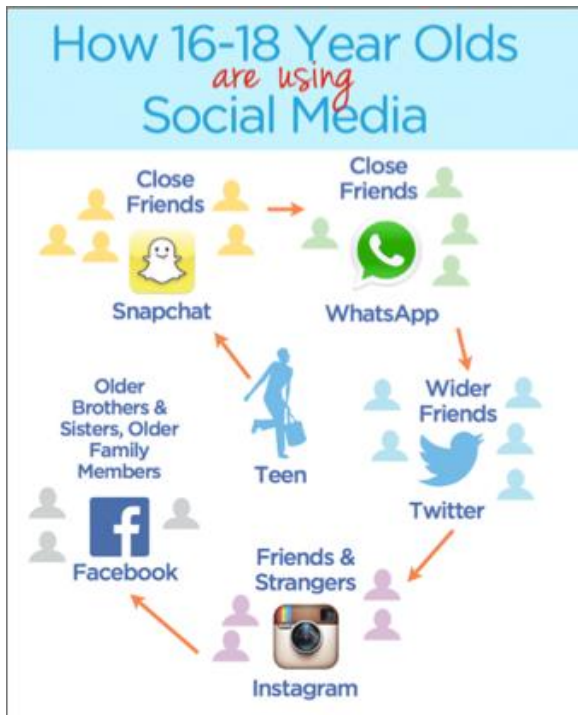 How 16-18 Year Olds
are using
Social Media
Close
Friends
Snapchat
Close
Friends
WhatsApp
Teen
Wider
Friends
Twitter
Friends &
Strangers
Instagram
Older
Brothers &
Sisters, Older
Family
Members
Facebook